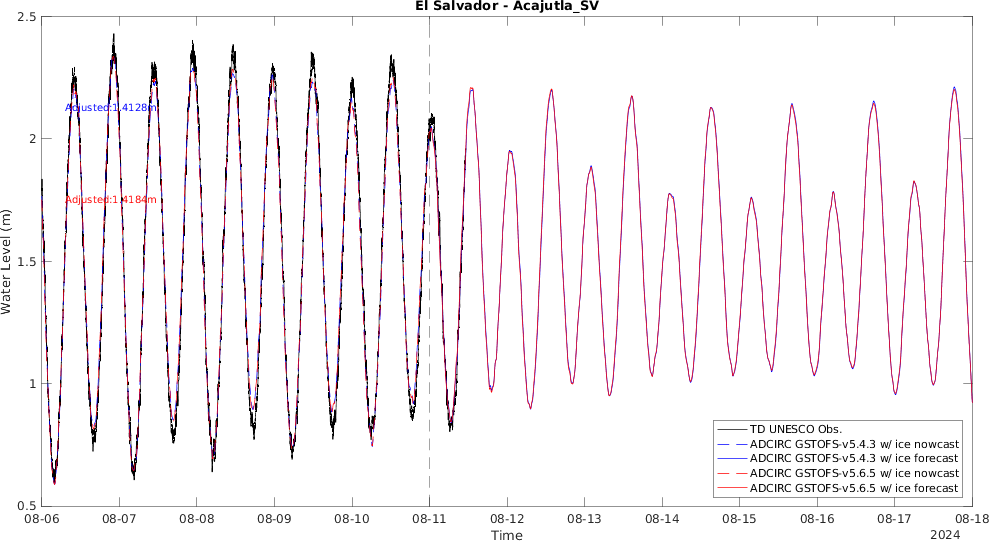 El Salvador - Acajutla_SV
2.5
Adjusted:1.4128m
2
Adjusted:1.4184m
Water Level (m)
1.5
1
TD UNESCO Obs.
ADCIRC GSTOFS-v5.4.3 w/ ice nowcast
ADCIRC GSTOFS-v5.4.3 w/ ice forecast
ADCIRC GSTOFS-v5.6.5 w/ ice nowcast
ADCIRC GSTOFS-v5.6.5 w/ ice forecast
0.5
08-06 08-07 08-08 08-09 08-10 08-11 08-12 08-13 08-14 08-15 08-16 08-17 08-18
Time
2024